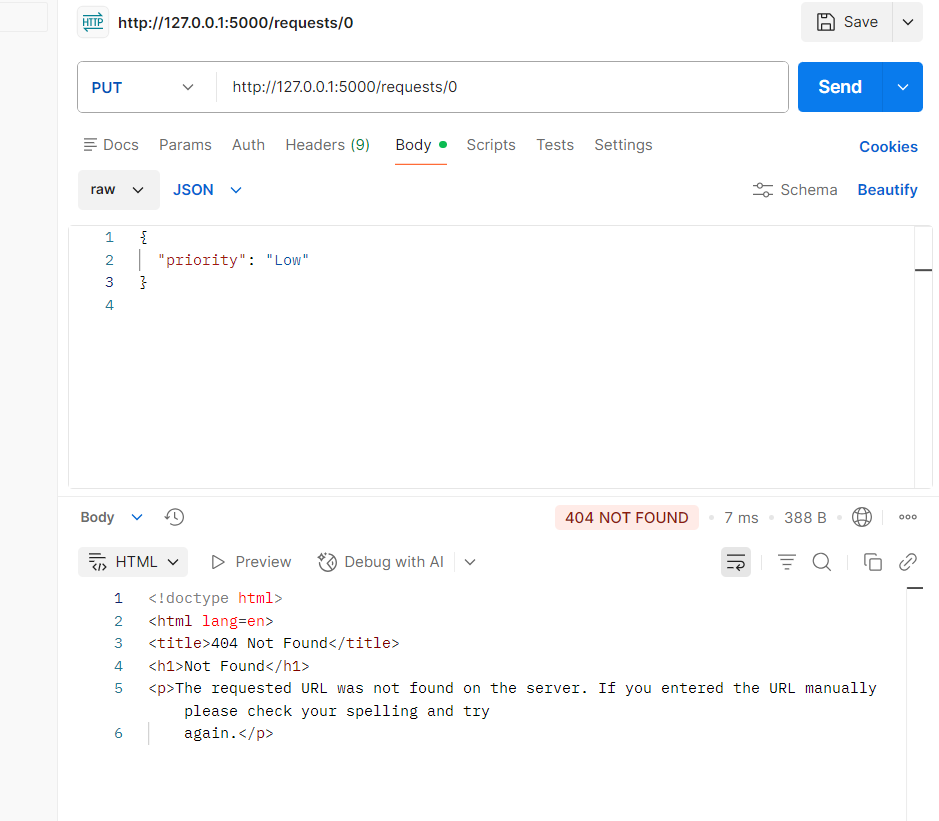 HTTP http://127.0.0.1:5000/requests/0 Save
PUT http://127.0.0.1:5000/requests/0 Send
Docs Params Auth Headers (9) Body Scripts Tests Settings Cookies
raw JSON Schema Beautify
1 {
2 "priority": "Low"
3 }
4
Body 404 NOT FOUND 7 ms 388 B
HTML Preview Debug with AI
1 <!doctype html>
2 <html lang=en>
3 <title>404 Not Found</title>
4 <h1>Not Found</h1>
5 <p>The requested URL was not found on the server. If you entered the URL manually
please check your spelling and try
6 again.</p>